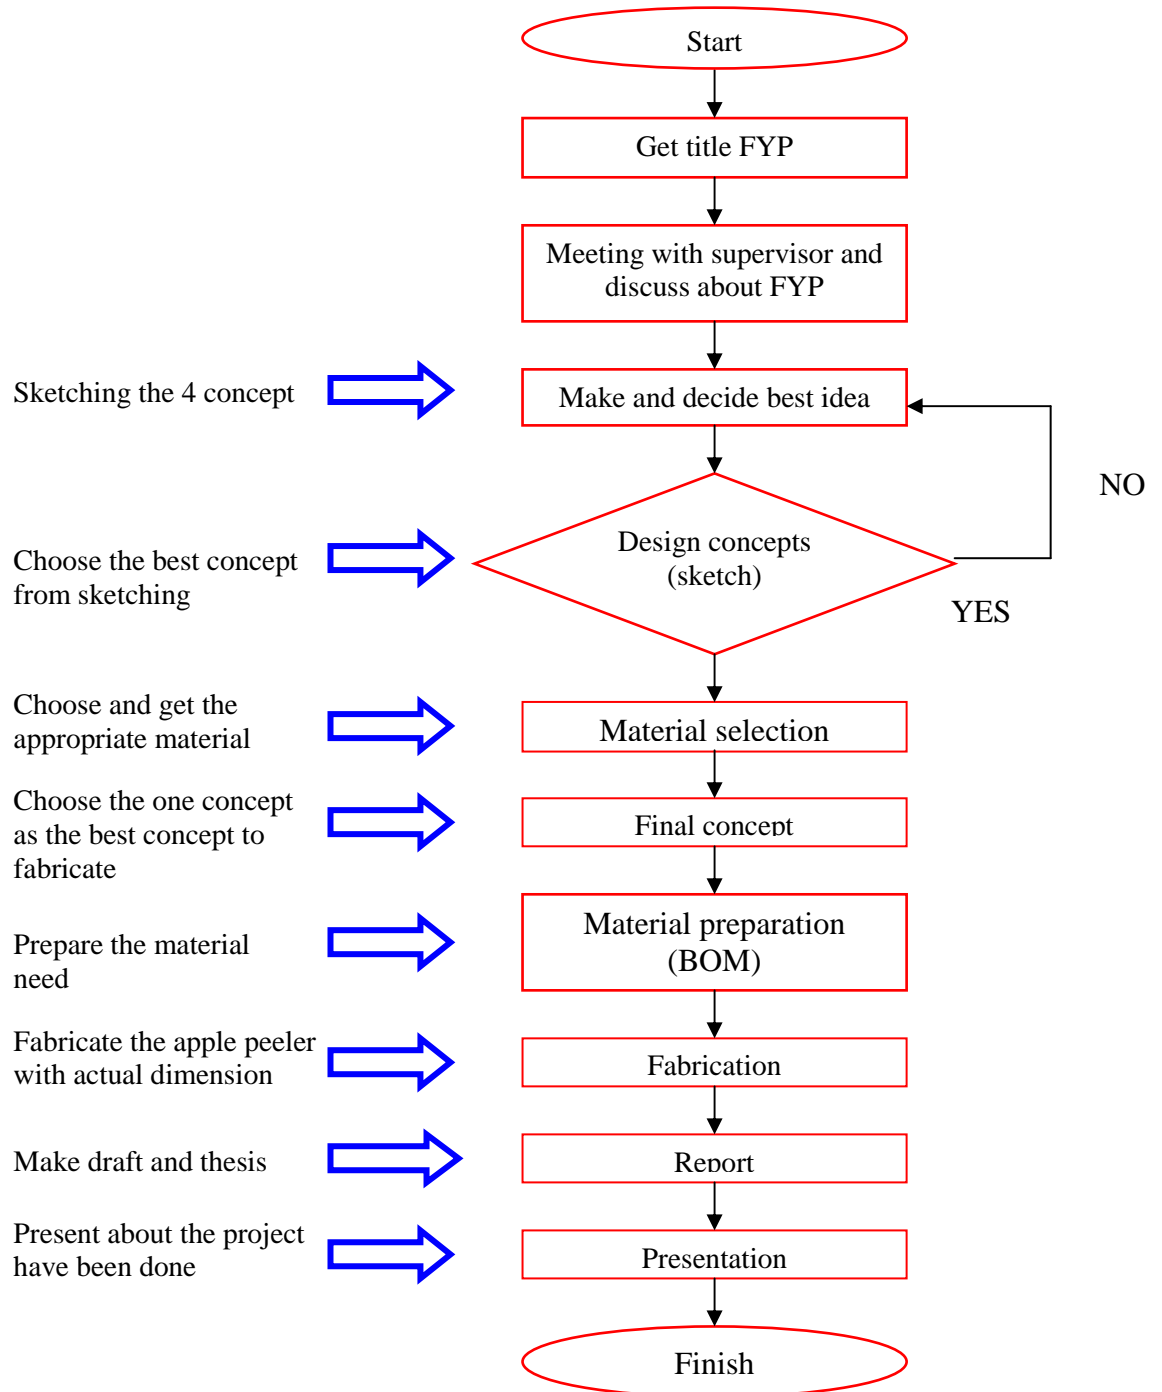 Start
Get title FYP
Meeting with supervisor and
discuss about FYP
Sketching the 4 concept
Make and decide best idea
NO
Choose the best concept
from sketching
Design concepts
(sketch)
YES
Choose and get the
appropriate material
Material selection
Choose the one concept
as the best concept to
fabricate
Final concept
Prepare the material
need
Material preparation
(BOM)
Fabricate the apple peeler
with actual dimension
Fabrication
Make draft and thesis
Report
Present about the project
have been done
Presentation
Finish